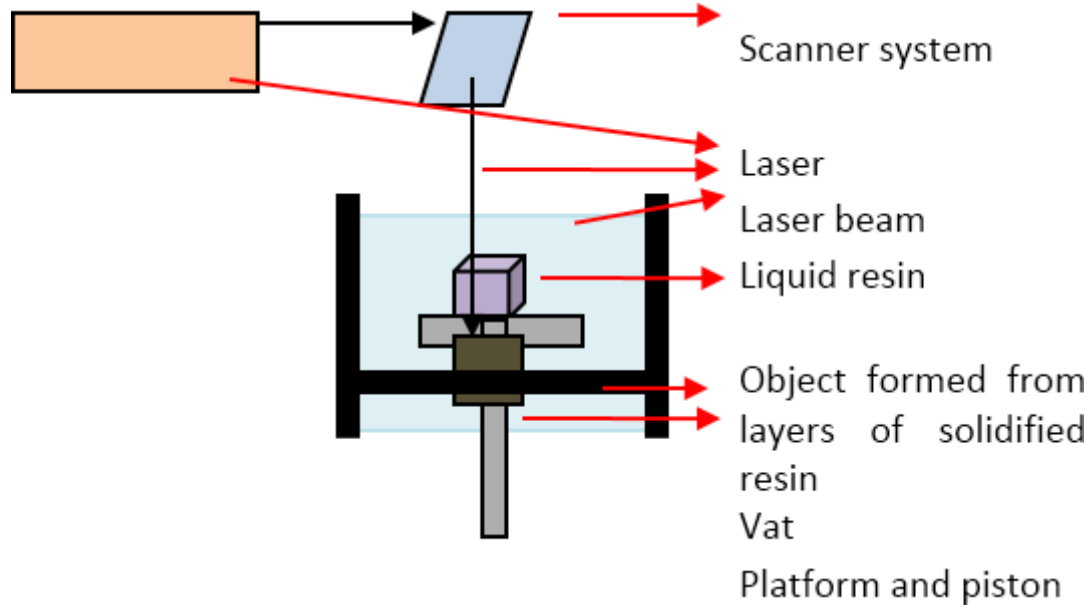 Scanner system
Laser
Laser beam
Liquid resin
Object formed from
layers of solidified
resin
Vat
Platform and piston